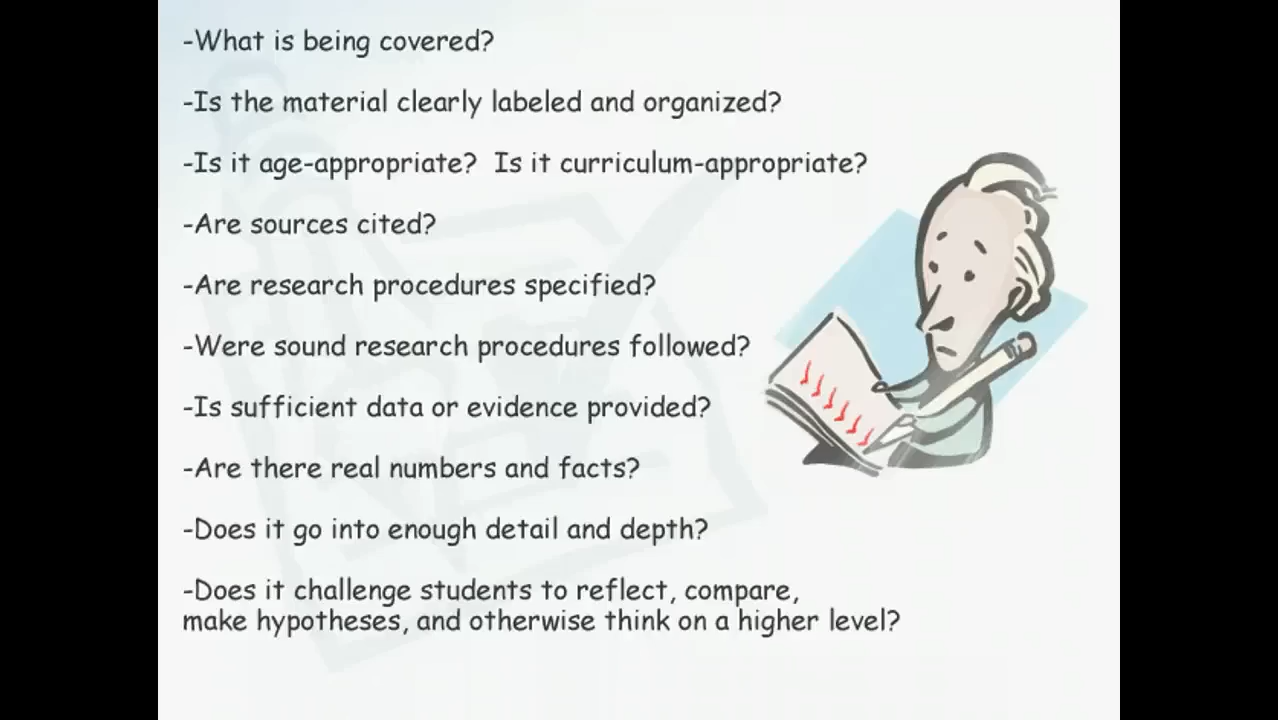 -What is being covered?
-Is the material clearly labeled and organized?
-Is it age-appropriate?  Is it curriculum-appropriate?
-Are sources cited?
-Are research procedures specified?
-Were sound research procedures followed?
-Is sufficient data or evidence provided?
-Are there real numbers and facts?
-Does it go into enough detail and depth?
-Does it challenge students to reflect, compare,
make hypotheses, and otherwise think on a higher level?